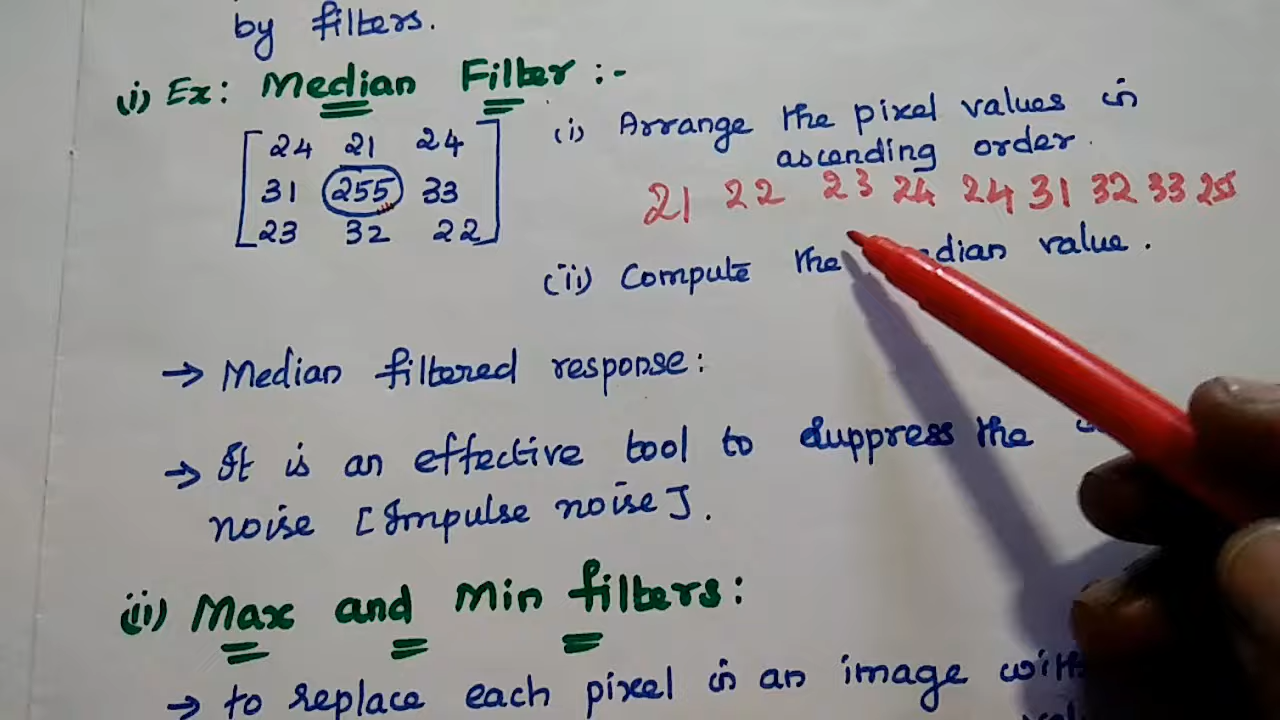 by filters.
(i) Ex: Median Filter :-
24 21 24
31 255 33
23 32 22
(i) Arrange the pixel values in
ascending order.
21 22 23 24 24 31 32 33 255
(ii) Compute the median value.
→ Median filtered response:
→ It is an effective tool to suppress the
noise [Impulse noise].
(ii) Max and Min filters:
→ to replace each pixel in an image with